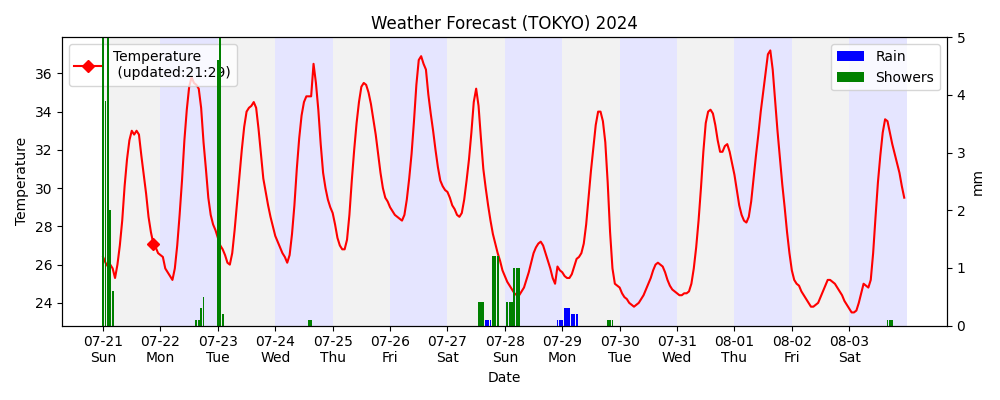 Weather Forecast (TOKYO) 2024
Temperature
(updated:21:29)
Rain
Showers
Temperature
36
34
32
30
28
26
24
5
4
3
2
1
0
mm
07-21 07-22 07-23 07-24 07-25 07-26 07-27 07-28 07-29 07-30 07-31 08-01 08-02 08-03
Sun Mon Tue Wed Thu Fri Sat Sun Mon Tue Wed Thu Fri Sat
Date